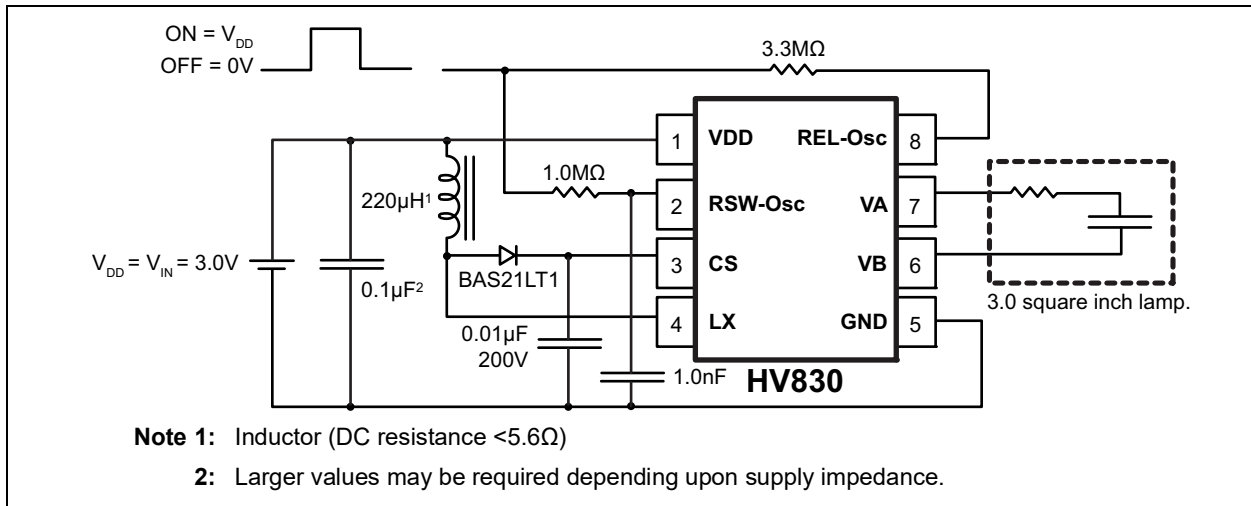 ON = VDD
OFF = 0V
3.3MΩ
1 VDD REL-Osc 8
1.0MΩ
220µH1
2 RSW-Osc VA 7
VDD = VIN = 3.0V
0.1µF2
BAS21LT1
3 CS VB 6
3.0 square inch lamp.
4 LX GND 5
0.01µF
200V
1.0nF
HV830
Note 1: Inductor (DC resistance <5.6Ω)
2: Larger values may be required depending upon supply impedance.